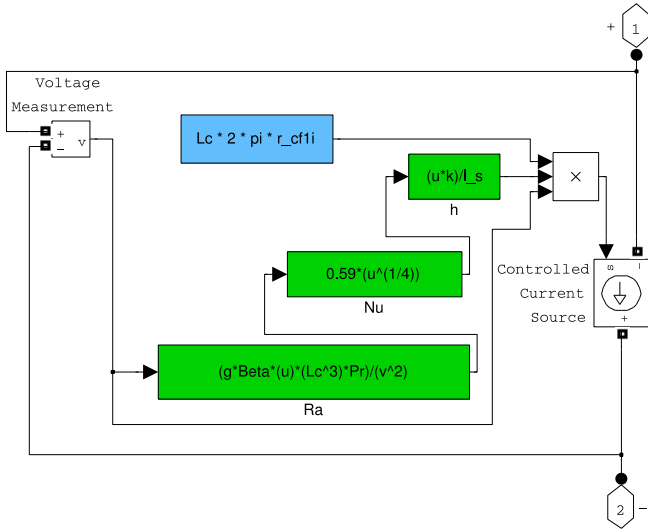 +
1
Voltage
Measurement
+
−
v
Lc * 2 * pi * r_cf1i
(u*k)/l_s
h
×
0.59*(u^(1/4))
Nu
Controlled
Current
Source
s
−
+
(g*Beta*(u)*(Lc^3)*Pr)/(v^2)
Ra
2
−